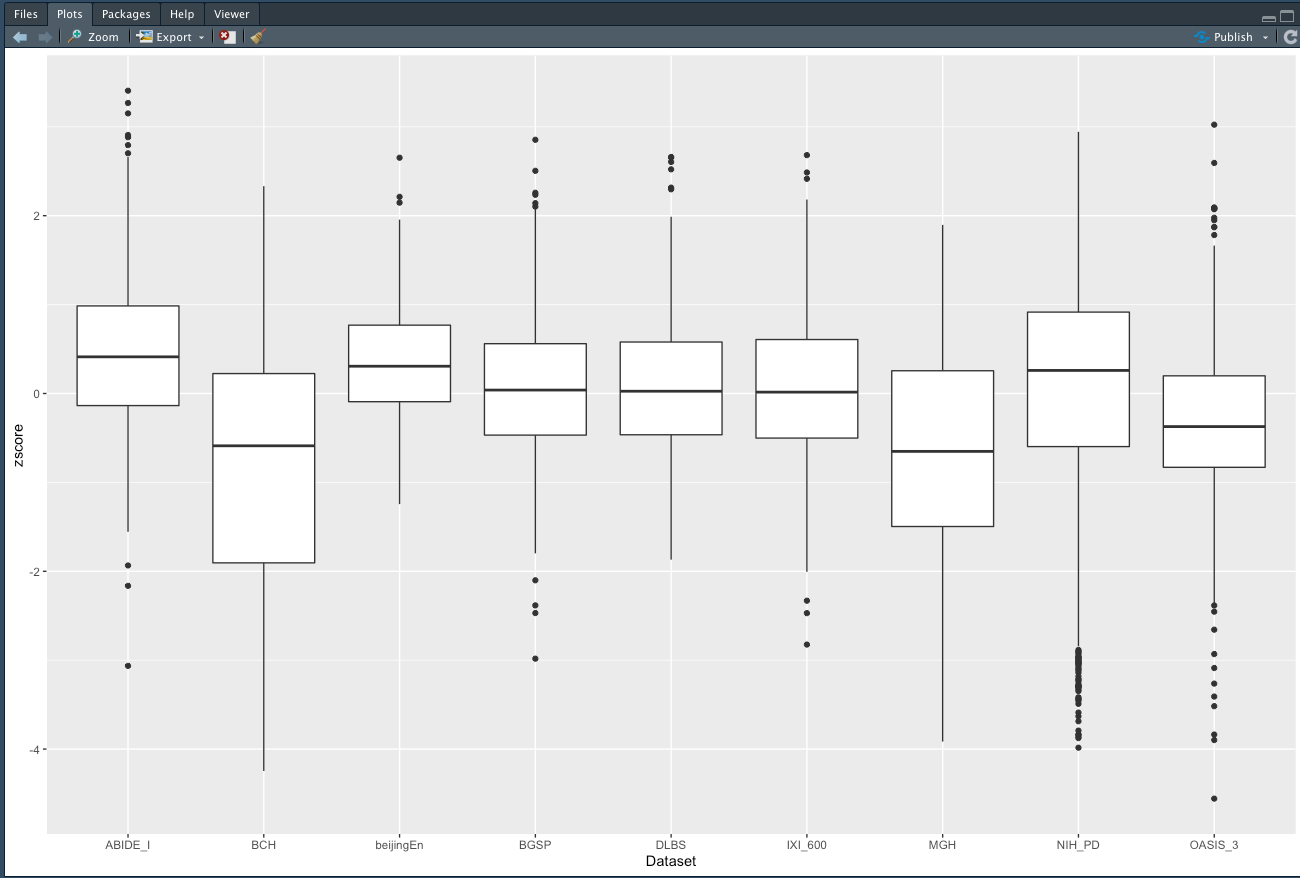 Files Plots Packages Help Viewer
Zoom Export Publish
2
0
-2
-4
zscore
ABIDE_I BCH beijingEn BGSP DLBS IXI_600 MGH NIH_PD OASIS_3
Dataset